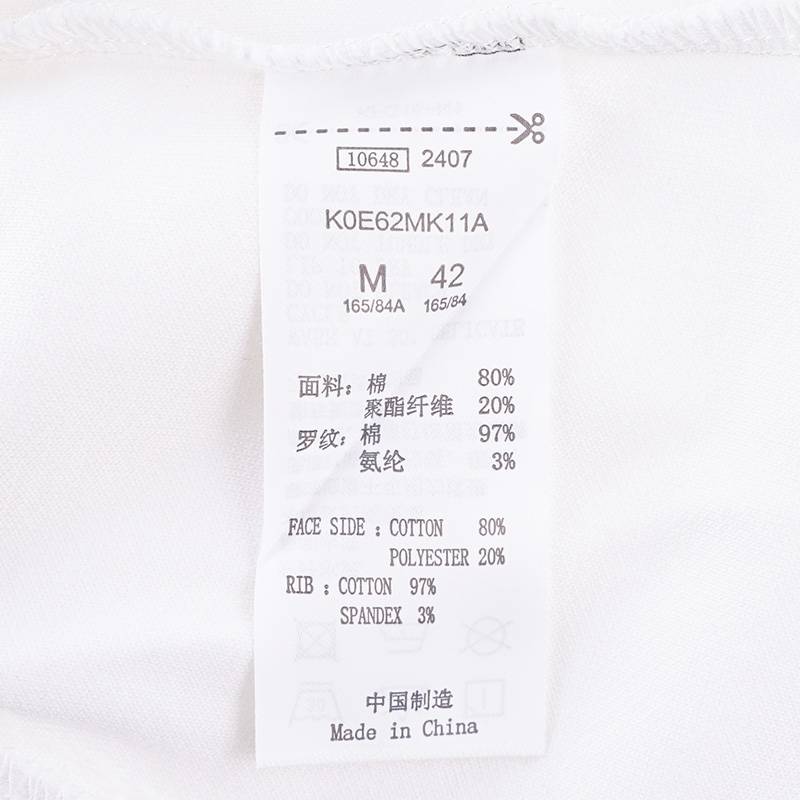 10648 2407
K0E62MK11A
M 42
165/84A 165/84
面料：棉 80%
聚酯纤维 20%
罗纹：棉 97%
氨纶 3%
FACE SIDE : COTTON 80%
POLYESTER 20%
RIB : COTTON 97%
SPANDEX 3%
中国制造
Made in China